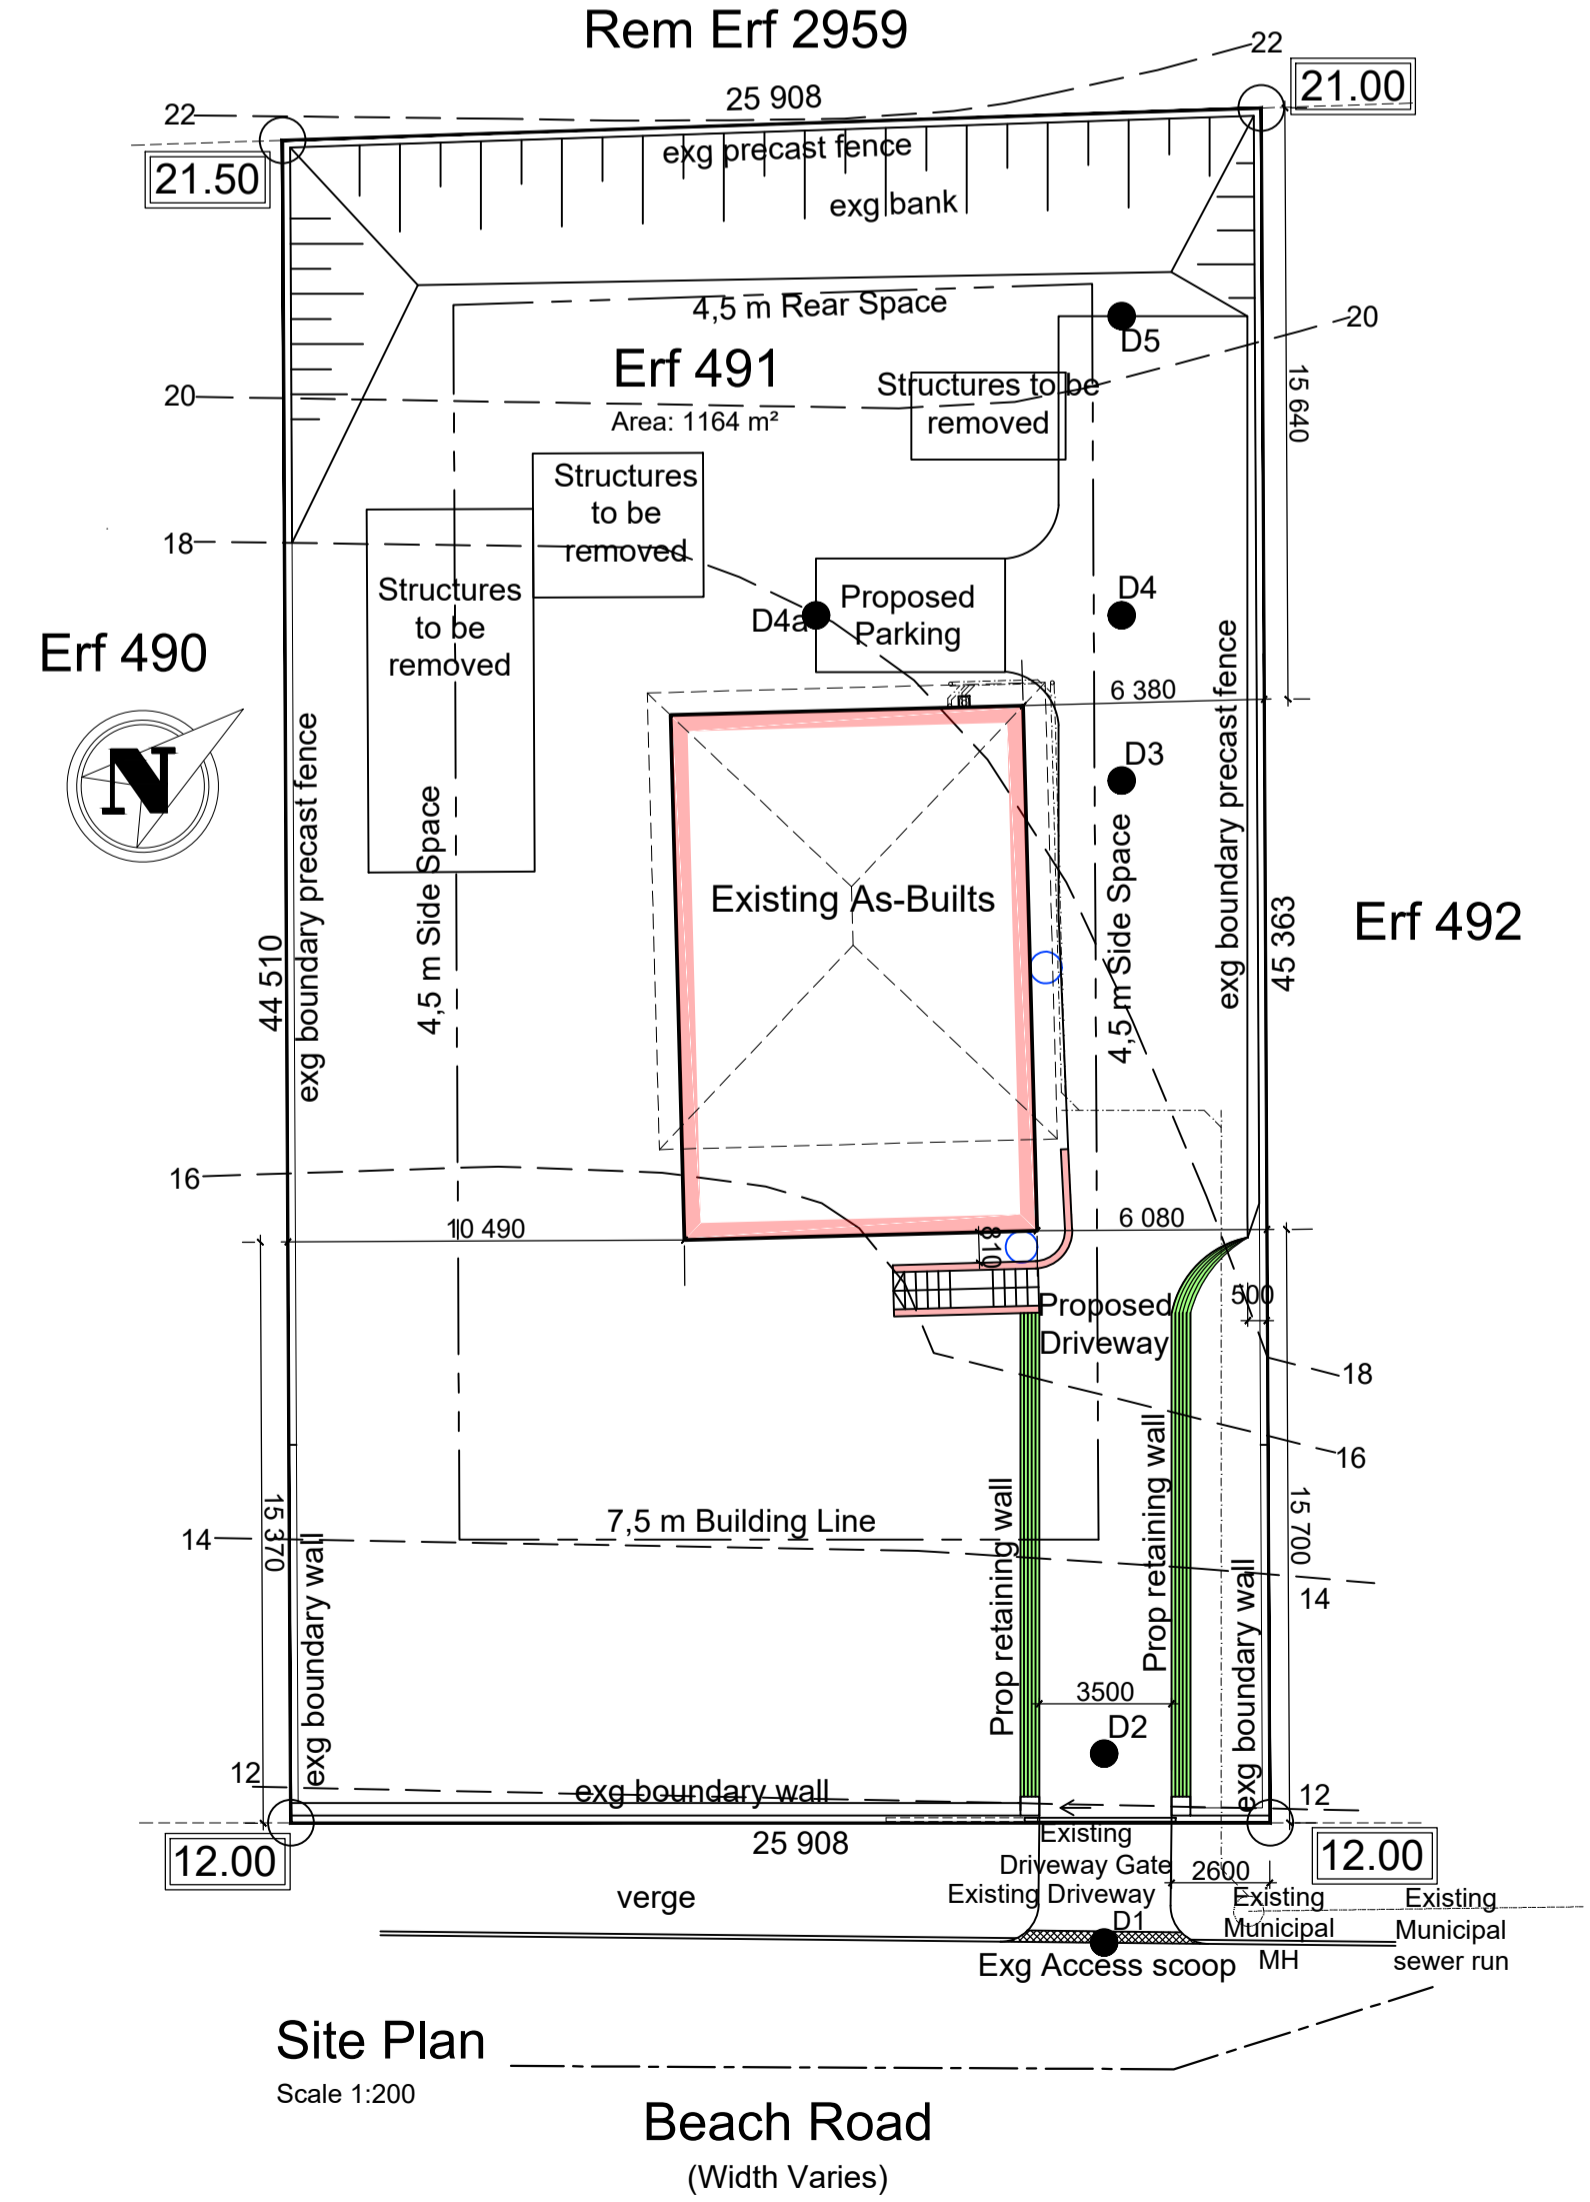 Rem Erf 2959
22
25 908
21.00
22
exg precast fence
21.50
exg bank
4,5 m Rear Space
20
D5
Erf 491
Structures to be
removed
15 640
20
Area: 1164 m²
Structures
to be
removed
18
Structures
to be
removed
D4a
Proposed
Parking
D4
Erf 490
6 380
exg boundary precast fence
N
D3
exg boundary precast fence
4,5 m Side Space
Existing As-Builts
4,5 m Side Space
Erf 492
44 510
45 363
16
10 490
6 080
810
Proposed
Driveway
500
18
16
7,5 m Building Line
14
15 370
15 700
Prop retaining wall
Prop retaining wall
14
exg boundary wall
exg boundary wall
3500
D2
12
exg boundary wall
12
25 908
12.00
Existing
Driveway Gate
Existing Driveway
2600
12.00
verge
D1
Exg Access scoop
Existing
Municipal
MH
Existing
Municipal
sewer run
Site Plan
Scale 1:200
Beach Road
(Width Varies)